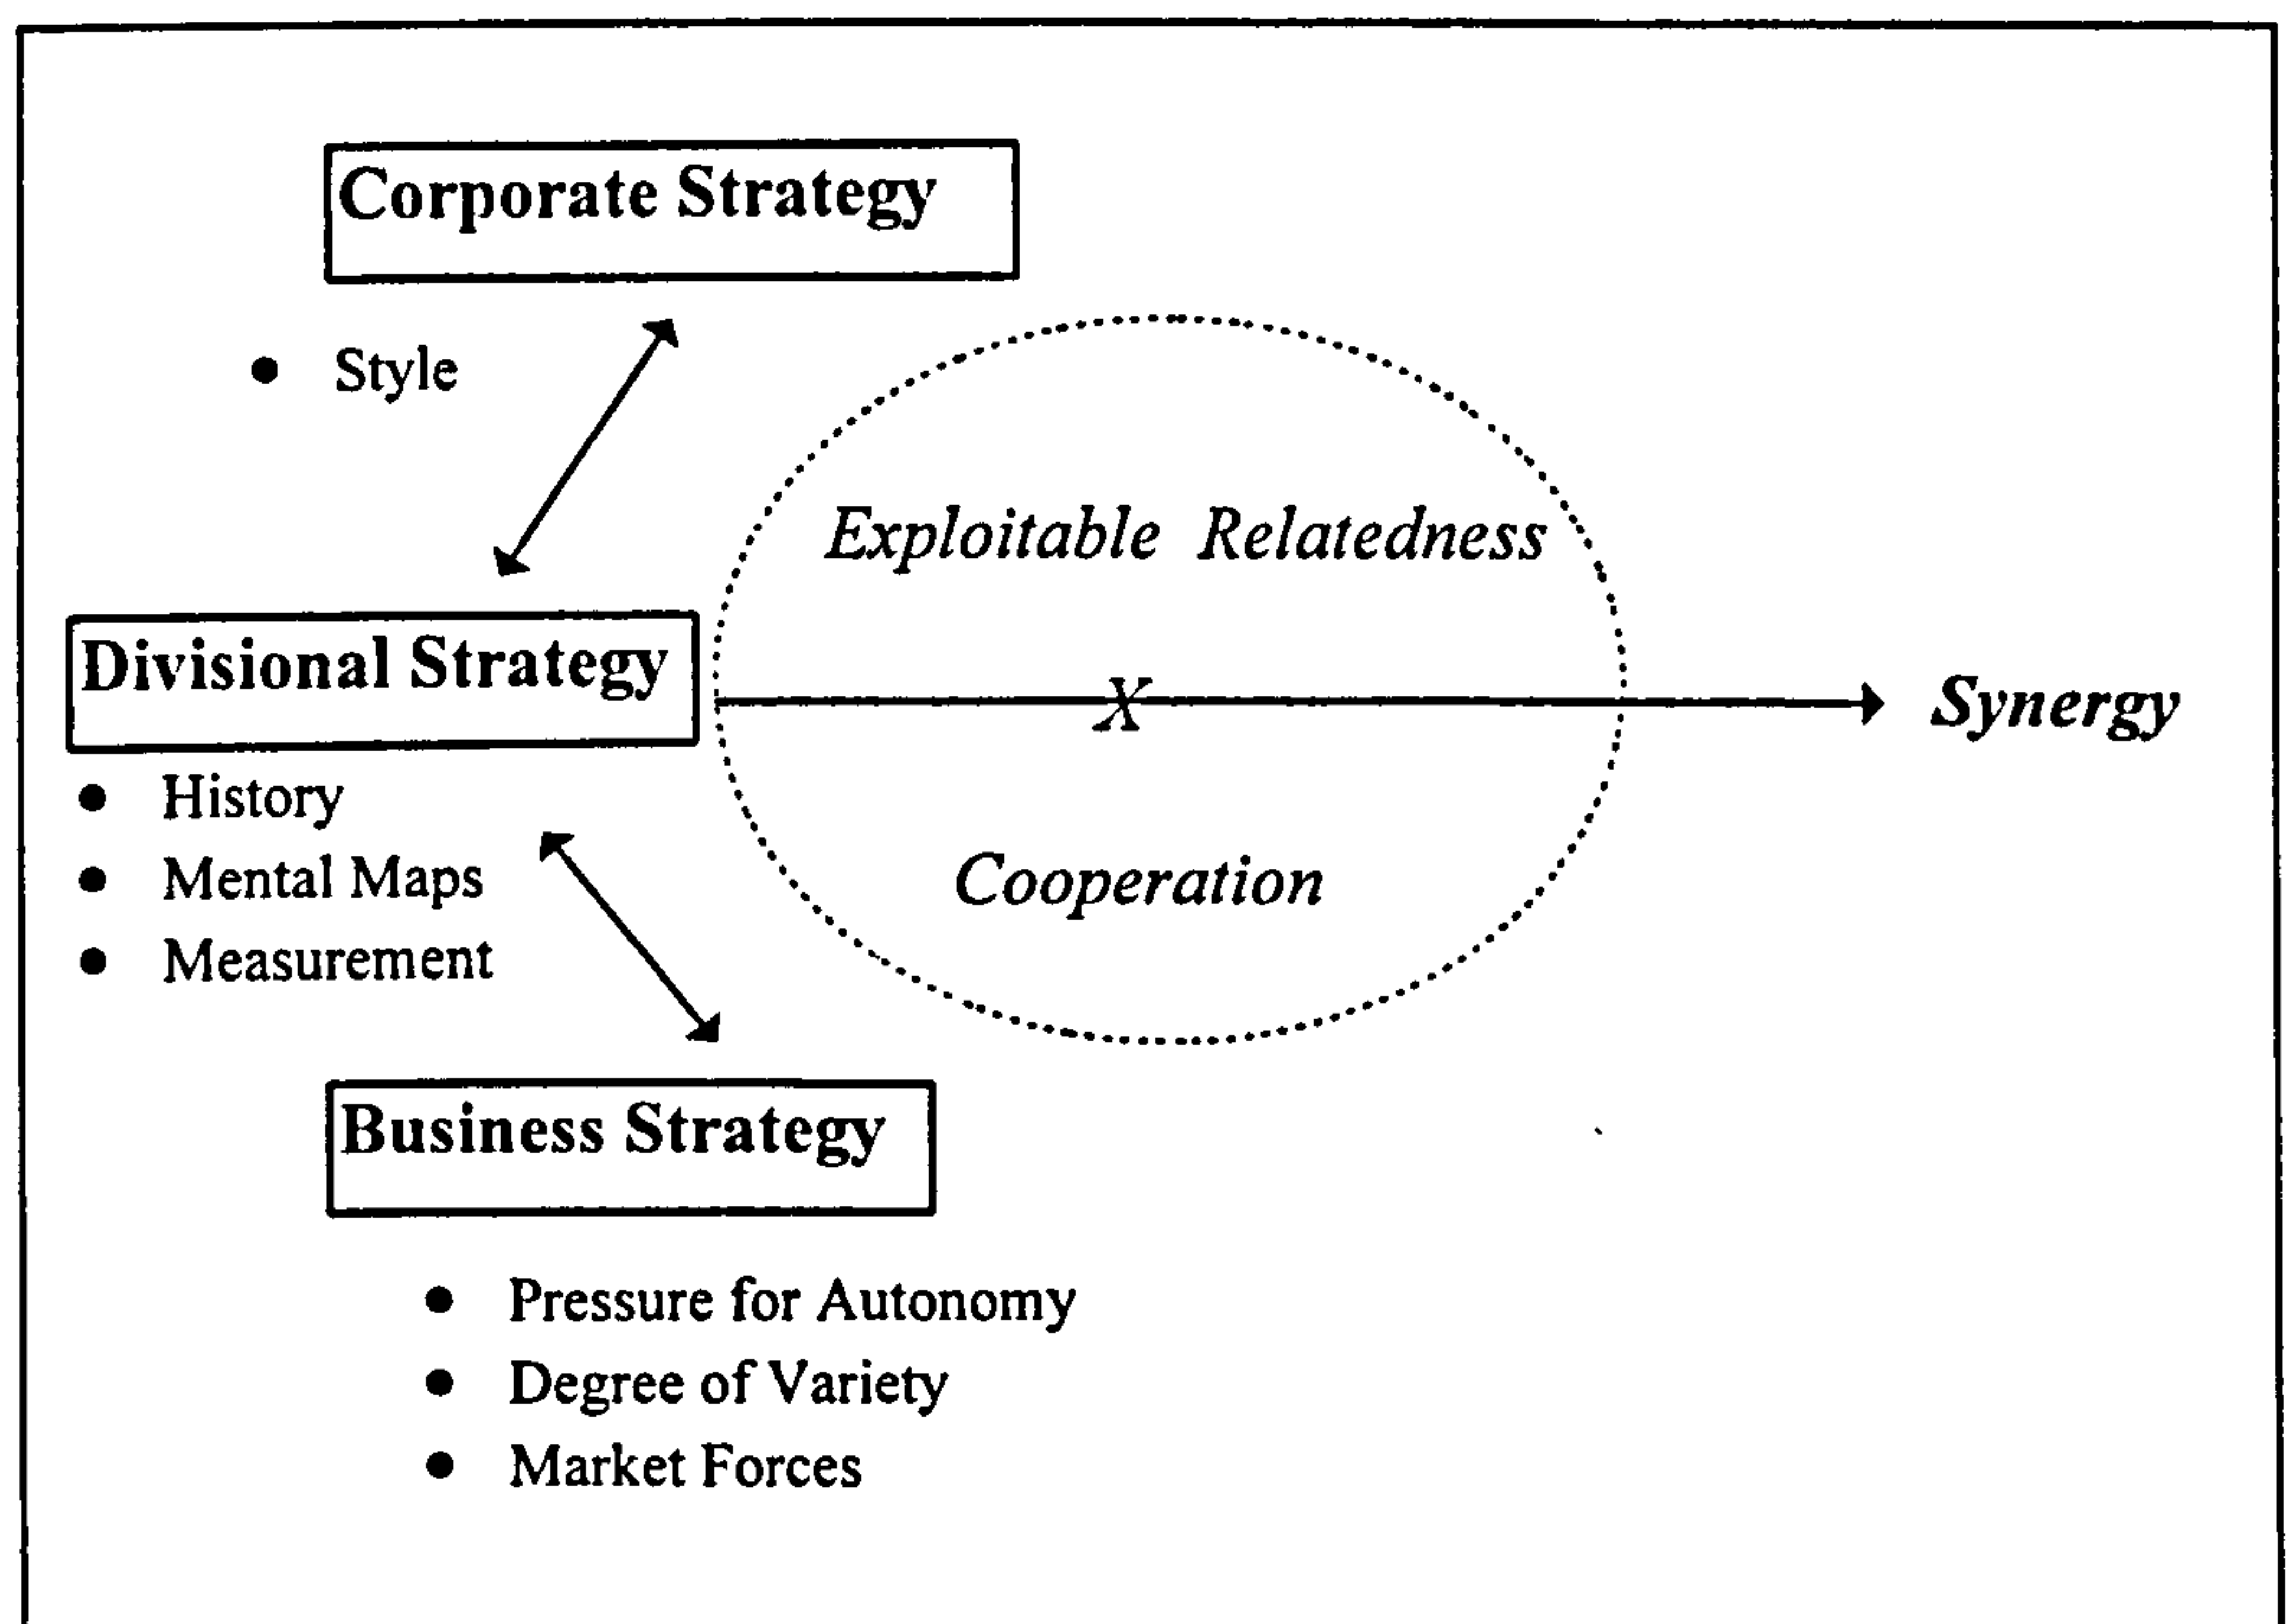 Corporate Strategy
● Style
Exploitable Relatedness
Divisional Strategy
X
Synergy
● History
● Mental Maps
● Measurement
Cooperation
Business Strategy
● Pressure for Autonomy
● Degree of Variety
● Market Forces